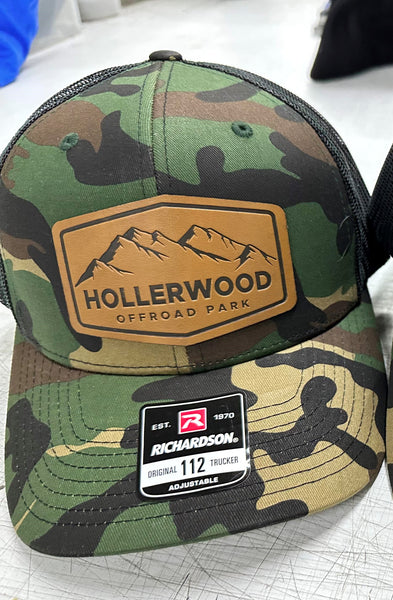 HOLLERWOOD
OFFROAD PARK
EST. R 1970
RICHARDSON®
ORIGINAL 112 TRUCKER
ADJUSTABLE